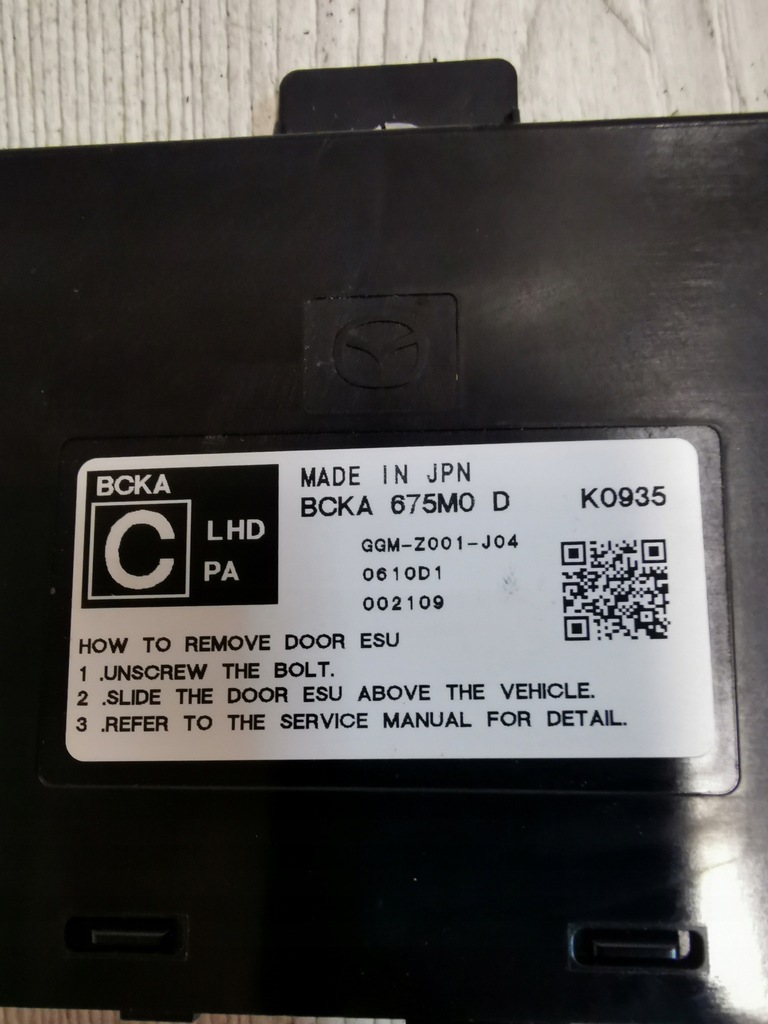 BCKA
C LHD
PA
MADE IN JPN
BCKA 675M0 D K0935
GGM-Z001-J04
0610D1
002109
HOW TO REMOVE DOOR ESU
1 .UNSCREW THE BOLT.
2 .SLIDE THE DOOR ESU ABOVE THE VEHICLE.
3 .REFER TO THE SERVICE MANUAL FOR DETAIL.